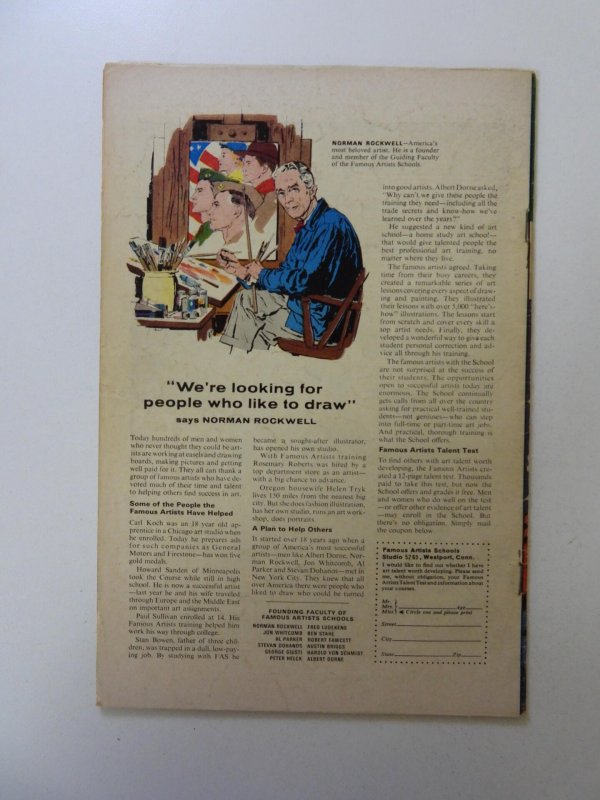 NORMAN ROCKWELL—America's
most beloved artist. He is a founder
and member of the Guiding Faculty
of the Famous Artists Schools.
"We're looking for
people who like to draw"
says NORMAN ROCKWELL
Today hundreds of men and women
who never thought they could be art-
ists are working at easels and drawing
boards, making pictures and getting
well paid for it. They all can thank a
group of famous artists who have de-
voted much of their time and talent
to helping others find success in art.
Some of the People the
Famous Artists Have Helped
Carl Koch was an 18 year old ap-
prentice in a Chicago art studio when
he enrolled. Today he prepares ads
for such companies as General
Motors and Firestone—has won five
gold medals.
Howard Sanden of Minneapolis
took the Course while still in high
school. He is now a successful artist
—last year he and his wife traveled
through Europe and the Middle East
on important art assignments.
Paul Sullivan enrolled at 14. His
Famous Artists training helped him
work his way through college.
Stan Bowen, father of three chil-
dren, was trapped in a dull, low-pay-
ing job. By studying with FAS he
became a sought-after illustrator,
has opened his own studio.
With Famous Artists training
Rosemary Roberts was hired by a
top department store as an artist—
with a big chance to advance.
Oregon housewife Helen Tryk
lives 150 miles from the nearest big
city. But she does fashion illustration,
has her own studio, runs an art work-
shop, does portraits.
A Plan to Help Others
It started over 18 years ago when a
group of America's most successful
artists—men like Albert Dorne, Nor-
man Rockwell, Jon Whitcomb, Al
Parker and Stevan Dohanos—met in
New York City. They knew that all
over America there were people who
liked to draw who could be turned
FOUNDING FACULTY OF
FAMOUS ARTISTS SCHOOLS
NORMAN ROCKWELL FRED LUDEKENS
JON WHITCOMB BEN STAHL
AL PARKER ROBERT FAWCETT
STEVAN DOHANOS AUSTIN BRIGGS
GEORGE GIUSTI HAROLD VON SCHMIDT
PETER HELCK ALBERT DORNE
into good artists. Albert Dorne asked,
"Why can't we give these people the
training they need—including all the
trade secrets and know-how we've
learned over the years?"
He suggested a new kind of art
school—a home study art school—
that would give talented people the
best professional art training, no
matter where they live.
The famous artists agreed. Taking
time from their busy careers, they
created a remarkable series of art
lessons covering every aspect of draw-
ing and painting. They illustrated
their lessons with over 5,000 "here's-
how" illustrations. The lessons start
from scratch and cover every skill a
top artist needs. Finally, they de-
veloped a wonderful way to give each
student personal correction and ad-
vice all through his training.
The famous artists with the School
are not surprised at the success of
their students. The opportunities
open to successful artists today are
enormous. The School continually
gets calls from all over the country
asking for practical well-trained stu-
dents—not geniuses—who can step
into full-time or part-time art jobs.
And practical, thorough training is
what the School offers.
Famous Artists Talent Test
To find others with art talent worth
developing, the Famous Artists cre-
ated a 12-page talent test. Thousands
paid to take this test, but now the
School offers and grades it free. Men
and women who do well on the test
—or offer other evidence of art talent
—may enroll in the School. But
there's no obligation. Simply mail
the coupon below.
Famous Artists Schools
Studio 5765, Westport, Conn.
I would like to find out whether I have
art talent worth developing. Please send
me, without obligation, your Famous
Artists Talent Test and information about
your courses.
Mr.
Mrs. Age
Miss Circle one and please print
Street
City
State Zip